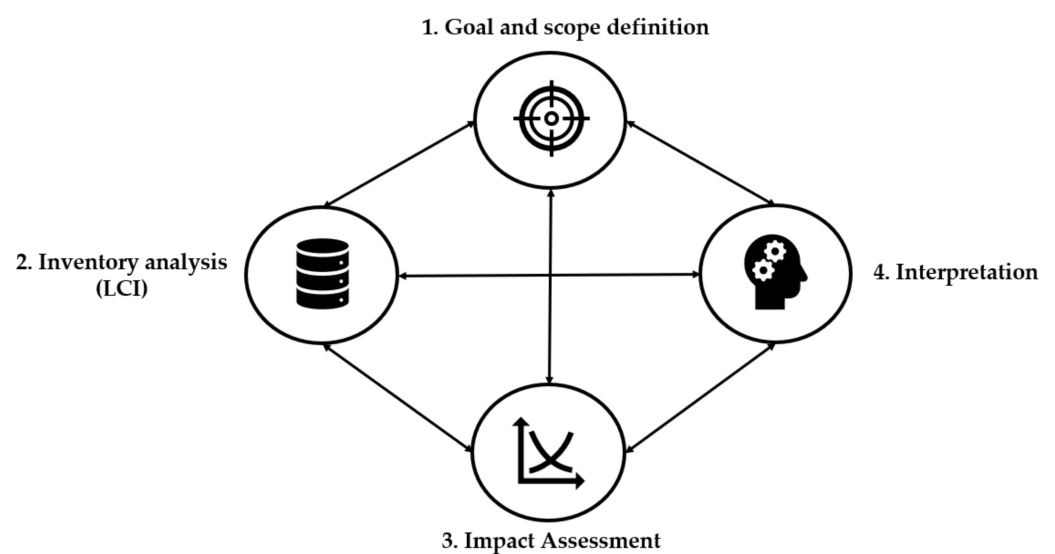 1. Goal and scope definition
2. Inventory analysis
(LCI)
4. Interpretation
3. Impact Assessment